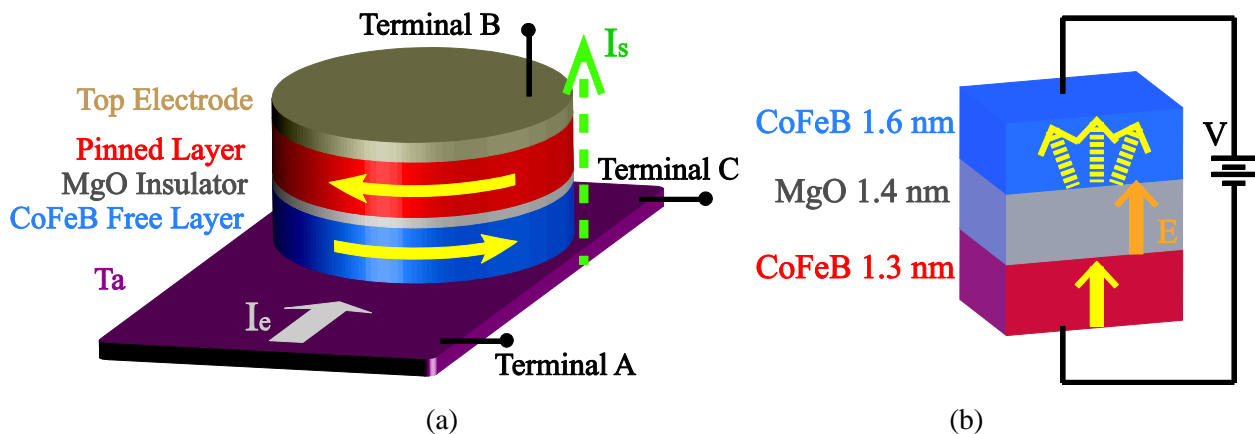 Terminal B
Is
Top Electrode
Pinned Layer
MgO Insulator
CoFeB Free Layer
Terminal C
Ta
Ie
Terminal A
(a)
CoFeB 1.6 nm
V
MgO 1.4 nm
E
CoFeB 1.3 nm
(b)